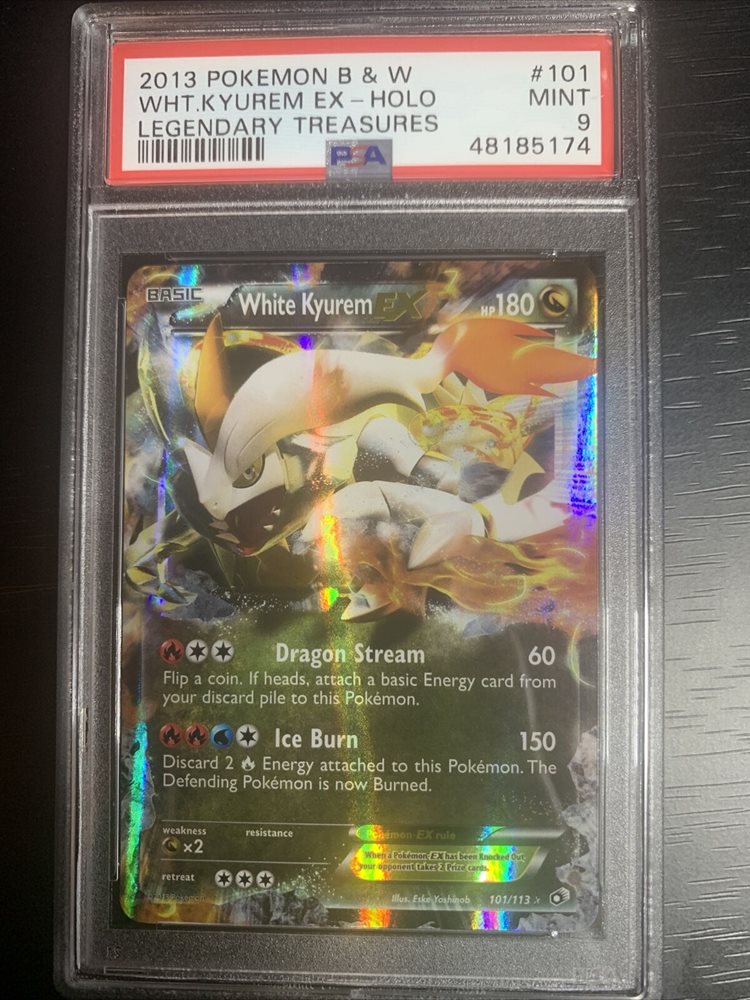 2013 POKEMON B & W #101
WHT.KYUREM EX-HOLO MINT
LEGENDARY TREASURES 9
PSA 48185174
BASIC White Kyurem EX HP180
Dragon Stream 60
Flip a coin. If heads, attach a basic Energy card from
your discard pile to this Pokémon.
Ice Burn 150
Discard 2 Energy attached to this Pokémon. The
Defending Pokémon is now Burned.
weakness resistance
×2
Pokémon-EX rule
When a Pokémon-EX has been Knocked Out,
your opponent takes 2 Prize cards.
retreat
Illus. Eske Yoshinob 101/113